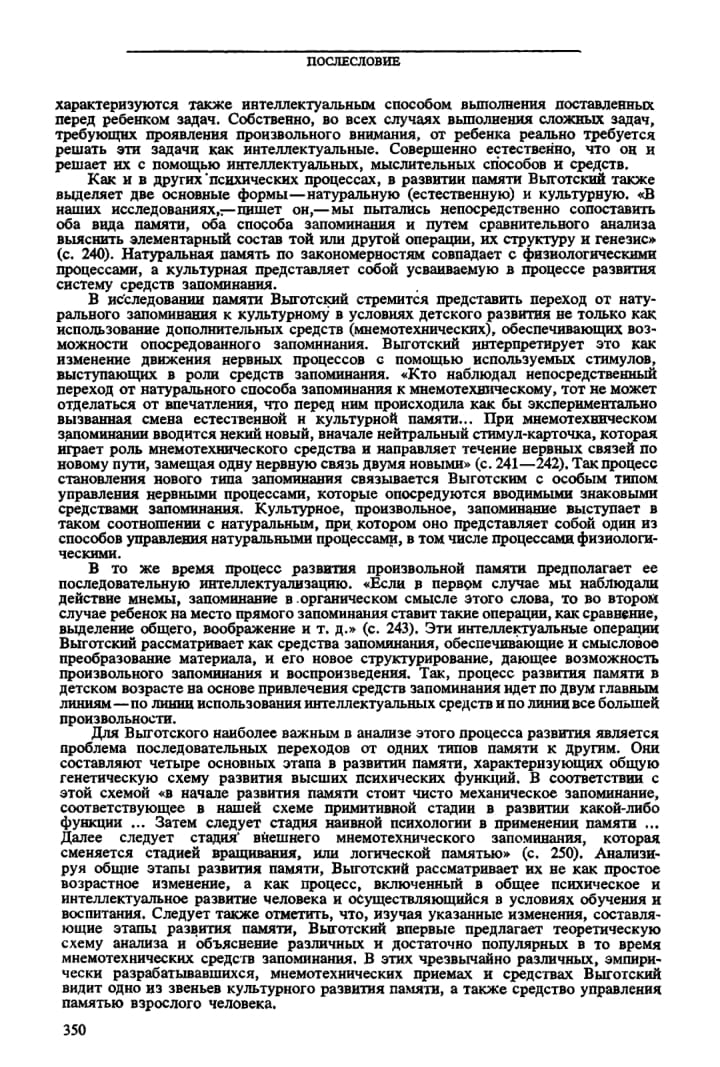 ПОСЛЕСЛОВИЕ
характеризуются также интеллектуальным способом выполнения поставленных
перед ребенком задач. Собственно, во всех случаях выполнения сложных задач,
требующих проявления произвольного внимания, от ребенка реально требуется
решать эти задачи как интеллектуальные. Совершенно естественно, что он и
решает их с помощью интеллектуальных, мыслительных способов и средств.
Как и в других психических процессах, в развитии памяти Выготский также
выделяет две основные формы—натуральную (естественную) и культурную. «В
наших исследованиях,—пишет он,—мы пытались непосредственно сопоставить
оба вида памяти, оба способа запоминания и путем сравнительного анализа
выяснить элементарный состав той или другой операции, их структуру и генезис»
(с. 240). Натуральная память по закономерностям совпадает с физиологическими
процессами, а культурная представляет собой усваиваемую в процессе развития
систему средств запоминания.
В исследовании памяти Выготский стремится представить переход от нату-
рального запоминания к культурному в условиях детского развития не только как
использование дополнительных средств (мнемотехнических), обеспечивающих воз-
можности опосредованного запоминания. Выготский интерпретирует это как
изменение движения нервных процессов с помощью используемых стимулов,
выступающих в роли средств запоминания. «Кто наблюдал непосредственный
переход от натурального способа запоминания к мнемотехническому, тот не может
отделаться от впечатления, что перед ним происходила как бы экспериментально
вызванная смена естественной и культурной памяти... При мнемотехническом
запоминании вводится некий новый, вначале нейтральный стимул-карточка, которая
играет роль мнемотехнического средства и направляет течение нервных связей по
новому пути, замещая одну нервную связь двумя новыми» (с. 241—242). Так процесс
становления нового типа запоминания связывается Выготским с особым типом
управления нервными процессами, которые опосредуются вводимыми знаковыми
средствами запоминания. Культурное, произвольное, запоминание выступает в
таком соотношении с натуральным, при котором оно представляет собой один из
способов управления натуральными процессами, в том числе процессами физиологи-
ческими.
В то же время процесс развития произвольной памяти предполагает ее
последовательную интеллектуализацию. «Если в первом случае мы наблюдали
действие мнемы, запоминание в органическом смысле этого слова, то во втором
случае ребенок на место прямого запоминания ставит такие операции, как сравнение,
выделение общего, воображение и т. д.» (с. 243). Эти интеллектуальные операции
Выготский рассматривает как средства запоминания, обеспечивающие и смысловое
преобразование материала, и его новое структурирование, дающее возможность
произвольного запоминания и воспроизведения. Так, процесс развития памяти в
детском возрасте на основе привлечения средств запоминания идет по двум главным
линиям—по линии использования интеллектуальных средств и по линии все большей
произвольности.
Для Выготского наиболее важным в анализе этого процесса развития является
проблема последовательных переходов от одних типов памяти к другим. Они
составляют четыре основных этапа в развитии памяти, характеризующих общую
генетическую схему развития высших психических функций. В соответствии с
этой схемой «в начале развития памяти стоит чисто механическое запоминание,
соответствующее в нашей схеме примитивной стадии в развитии какой-либо
функции ... Затем следует стадия наивной психологии в применении памяти ...
Далее следует стадия внешнего мнемотехнического запоминания, которая
сменяется стадией вращивания, или логической памятью» (с. 250). Анализи-
руя общие этапы развития памяти, Выготский рассматривает их не как простое
возрастное изменение, а как процесс, включенный в общее психическое и
интеллектуальное развитие человека и осуществляющийся в условиях обучения и
воспитания. Следует также отметить, что, изучая указанные изменения, составля-
ющие этапы развития памяти, Выготский впервые предлагает теоретическую
схему анализа и объяснение различных и достаточно популярных в то время
мнемотехнических средств запоминания. В этих чрезвычайно различных, эмпири-
чески разрабатывавшихся, мнемотехнических приемах и средствах Выготский
видит одно из звеньев культурного развития памяти, а также средство управления
памятью взрослого человека.
350